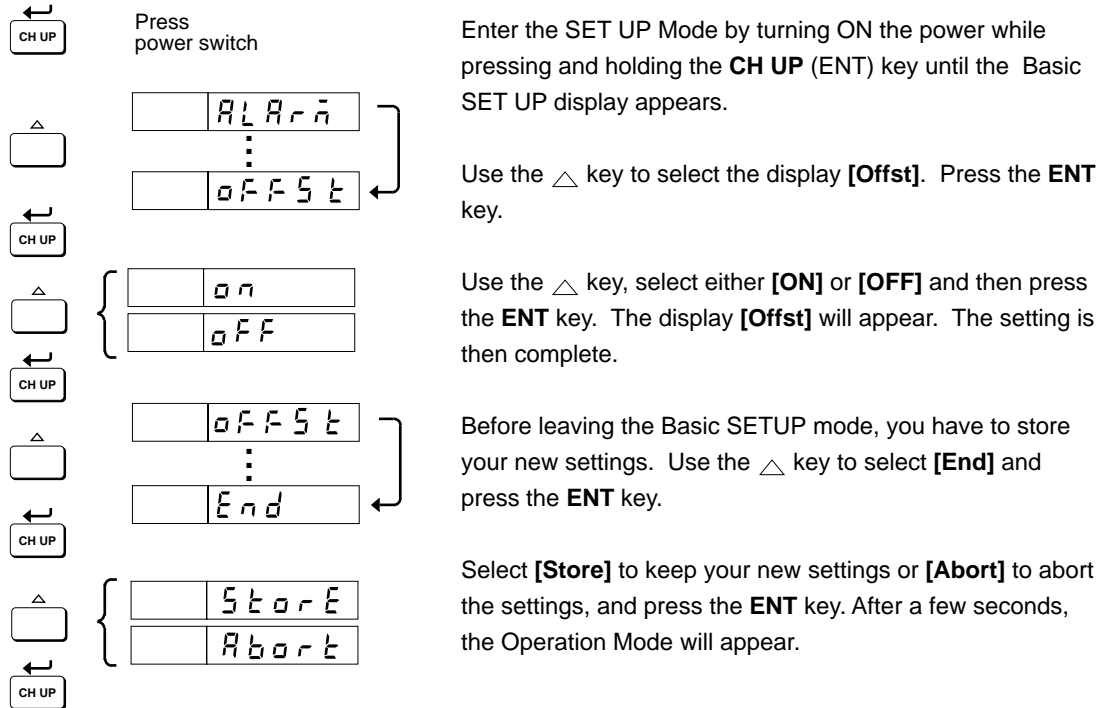 CH UP
Press
power switch
Enter the SET UP Mode by turning ON the power while
pressing and holding the CH UP (ENT) key until the  Basic
SET UP display appears.
ALArm
oFFSt
Use the △ key to select the display [Offst].  Press the ENT
key.
CH UP
on
oFF
Use the △ key, select either [ON] or [OFF] and then press
the ENT key.  The display [Offst] will appear.  The setting is
then complete.
CH UP
oFFSt
End
Before leaving the Basic SETUP mode, you have to store
your new settings.  Use the △ key to select [End] and
press the ENT key.
CH UP
StorE
Abort
Select [Store] to keep your new settings or [Abort] to abort
the settings, and press the ENT key. After a few seconds,
the Operation Mode will appear.
CH UP